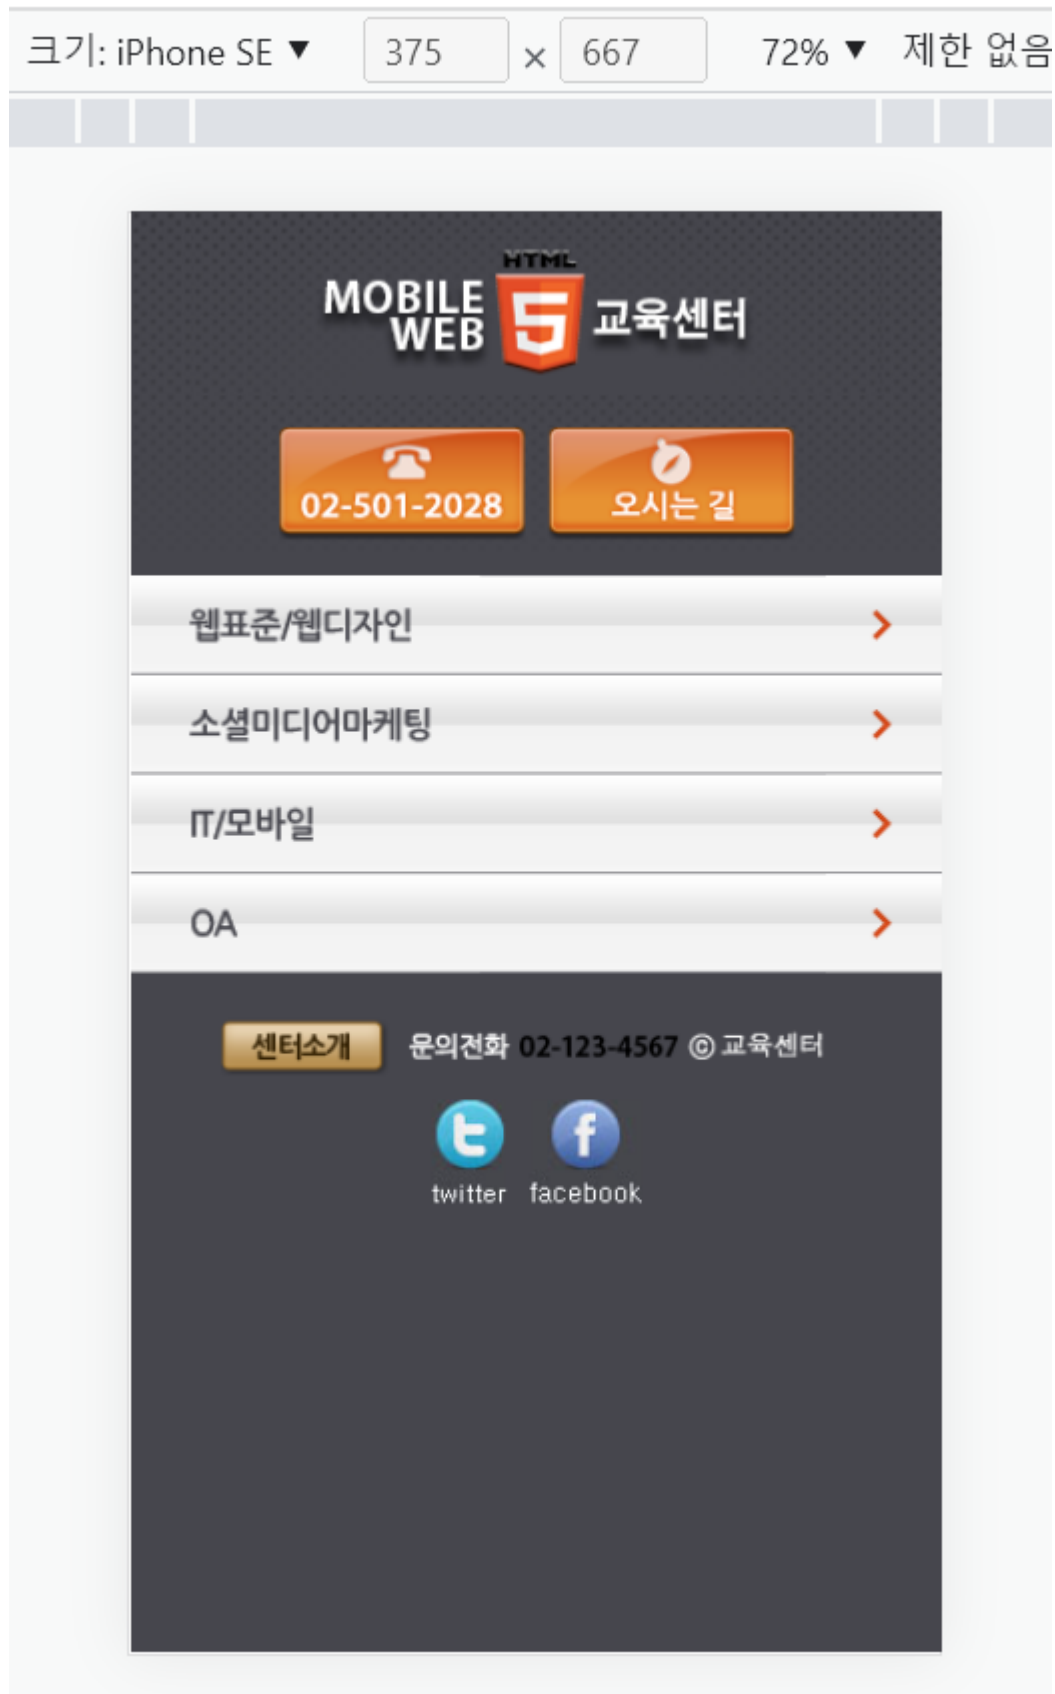 크기: iPhone SE ▼ 375 × 667 72% ▼ 제한 없음
HTML
MOBILE WEB 5 교육센터
02-501-2028
오시는 길
웹표준/웹디자인
소셜미디어마케팅
IT/모바일
OA
센터소개 문의전화 02-123-4567 ⓒ 교육센터
twitter facebook